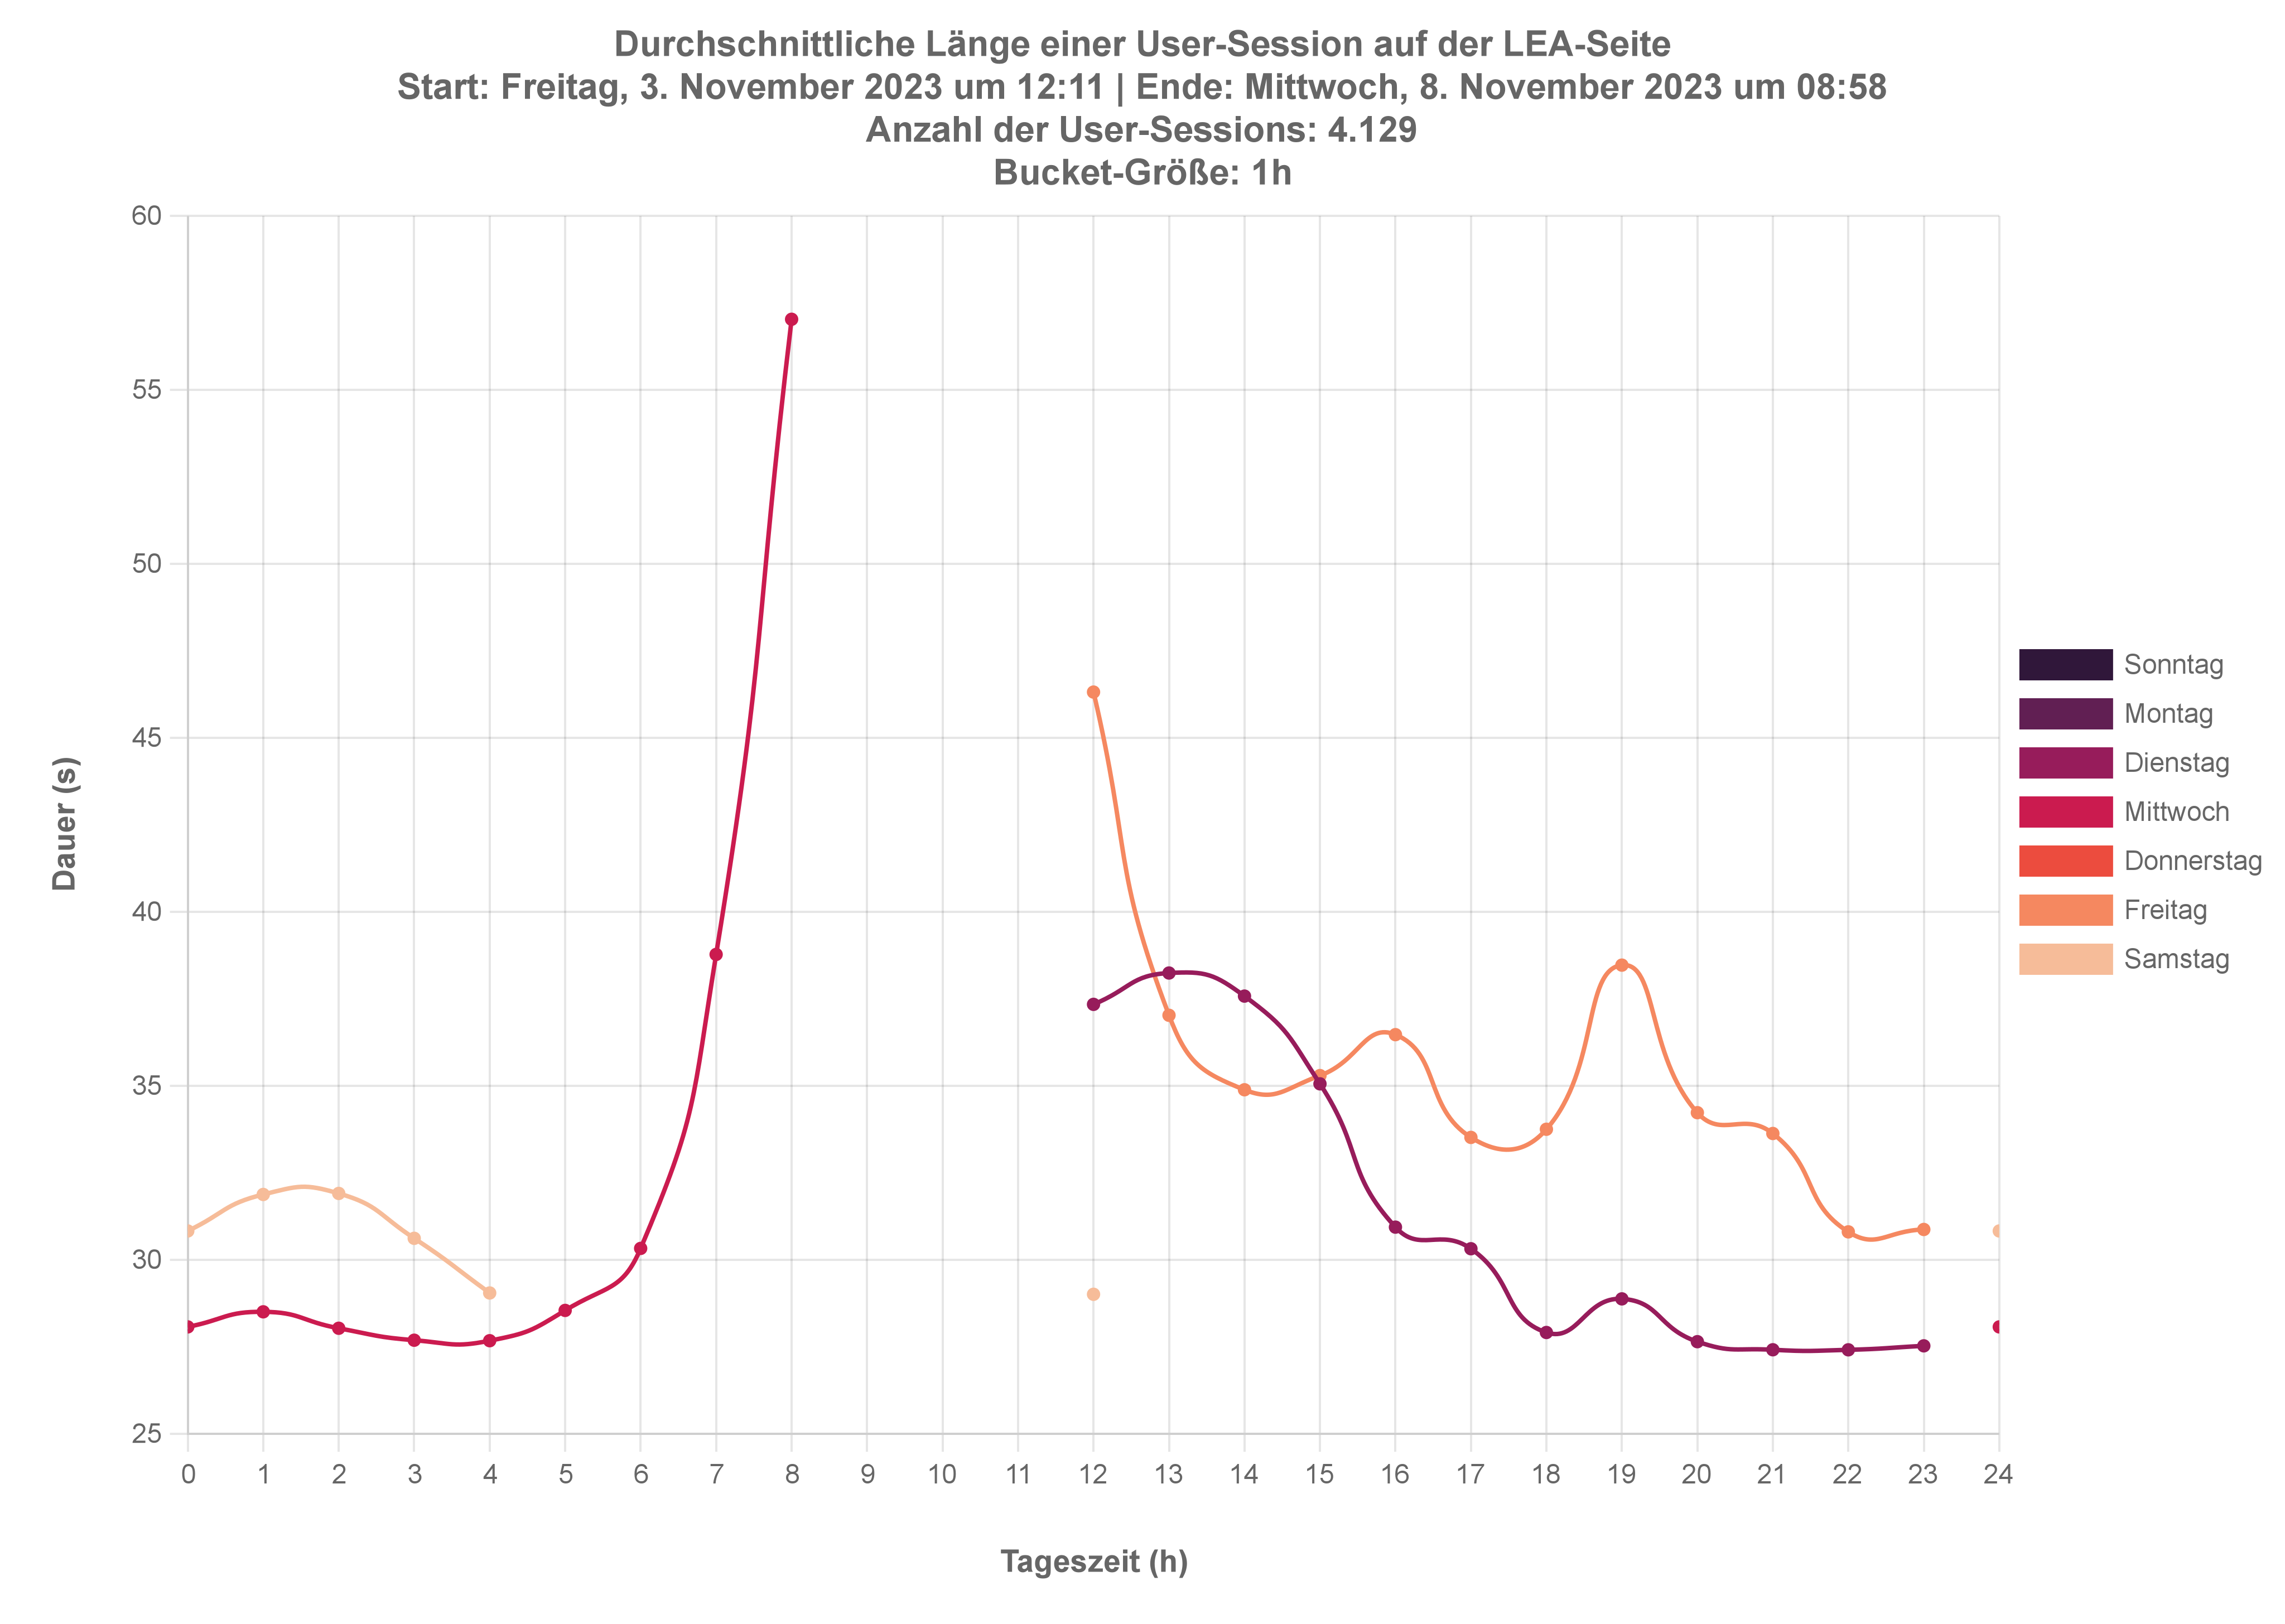 Durchschnittliche Länge einer User-Session auf der LEA-Seite
Start: Freitag, 3. November 2023 um 12:11 | Ende: Mittwoch, 8. November 2023 um 08:58
Anzahl der User-Sessions: 4.129
Bucket-Größe: 1h
60
55
50
45
40
35
30
25
Dauer (s)
0 1 2 3 4 5 6 7 8 9 10 11 12 13 14 15 16 17 18 19 20 21 22 23 24
Tageszeit (h)
Sonntag
Montag
Dienstag
Mittwoch
Donnerstag
Freitag
Samstag